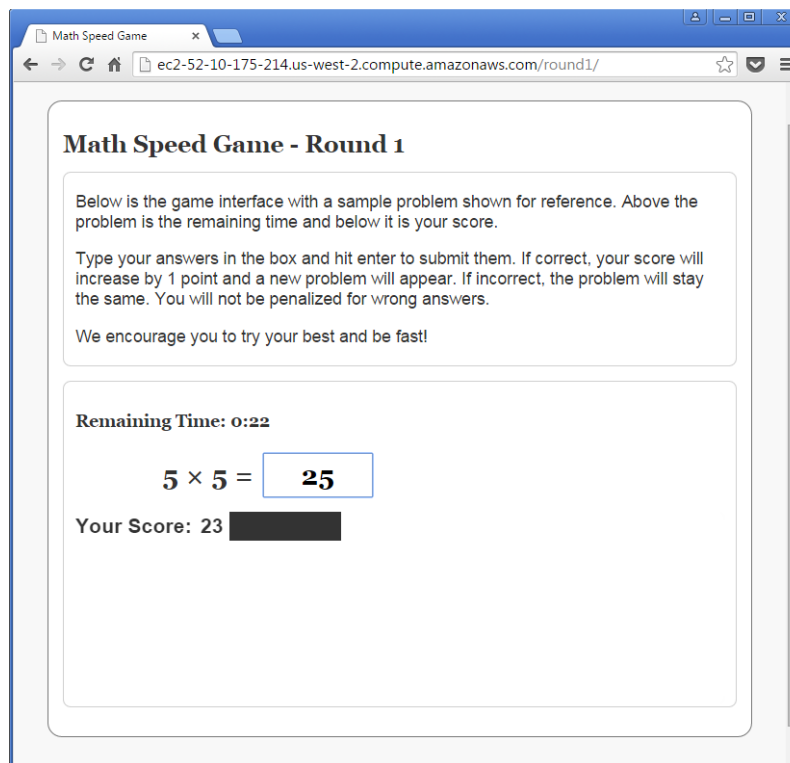 Math Speed Game
ec2-52-10-175-214.us-west-2.compute.amazonaws.com/round1/
Math Speed Game - Round 1
Below is the game interface with a sample problem shown for reference. Above the
problem is the remaining time and below it is your score.
Type your answers in the box and hit enter to submit them. If correct, your score will
increase by 1 point and a new problem will appear. If incorrect, the problem will stay
the same. You will not be penalized for wrong answers.
We encourage you to try your best and be fast!
Remaining Time: 0:22
5 × 5 = 25
Your Score: 23